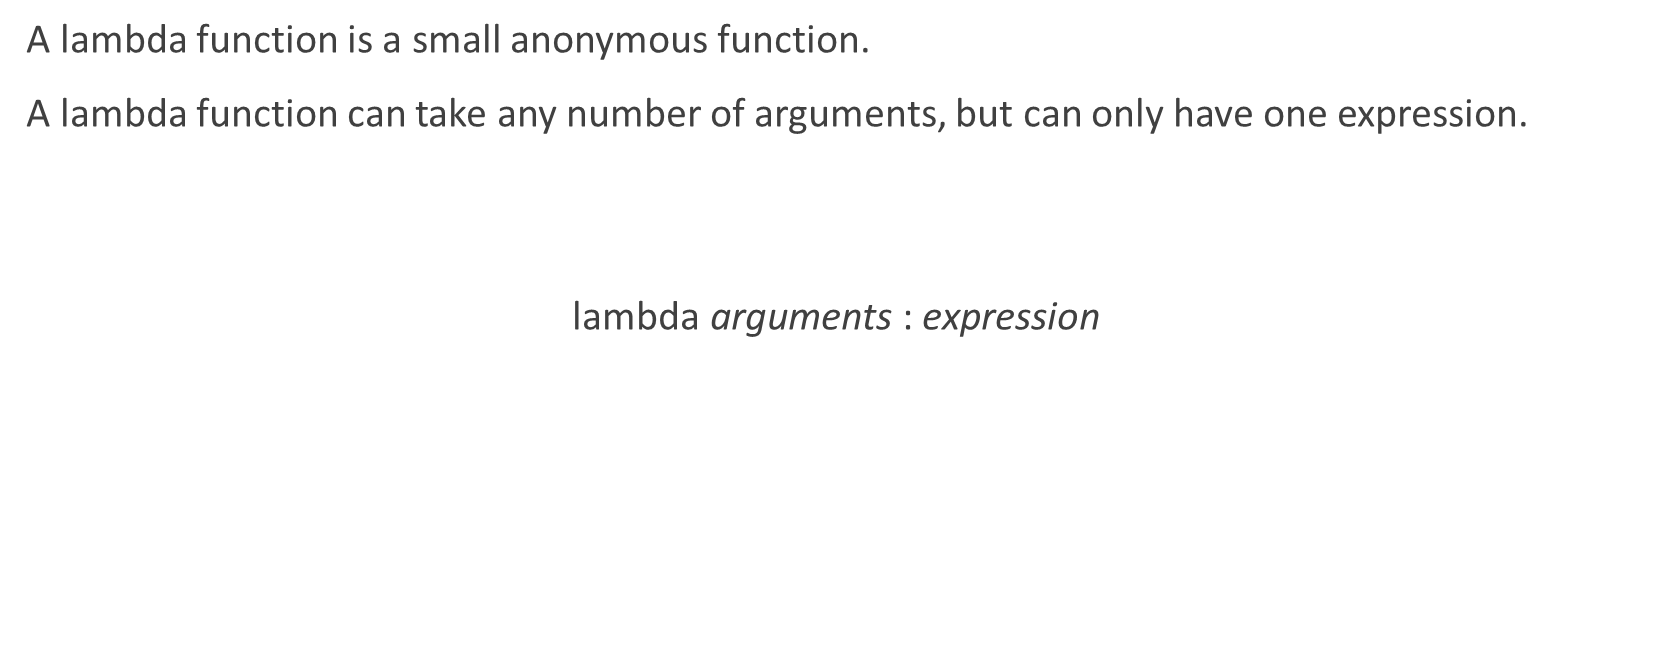 A lambda function is a small anonymous function.
A lambda function can take any number of arguments, but can only have one expression.
lambda arguments : expression